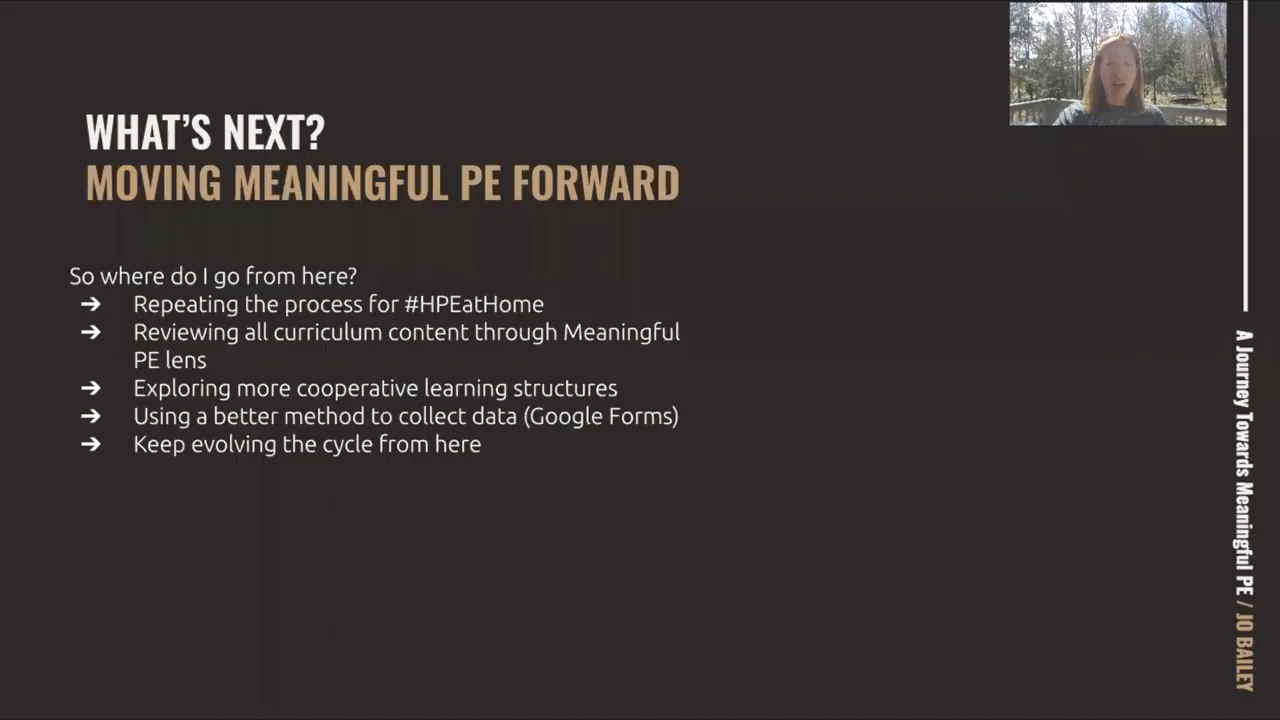 WHAT'S NEXT?
MOVING MEANINGFUL PE FORWARD
So where do I go from here?
➔ Repeating the process for #HPEatHome
➔ Reviewing all curriculum content through Meaningful
PE lens
➔ Exploring more cooperative learning structures
➔ Using a better method to collect data (Google Forms)
➔ Keep evolving the cycle from here
A Journey Towards Meaningful PE / JO BAILEY